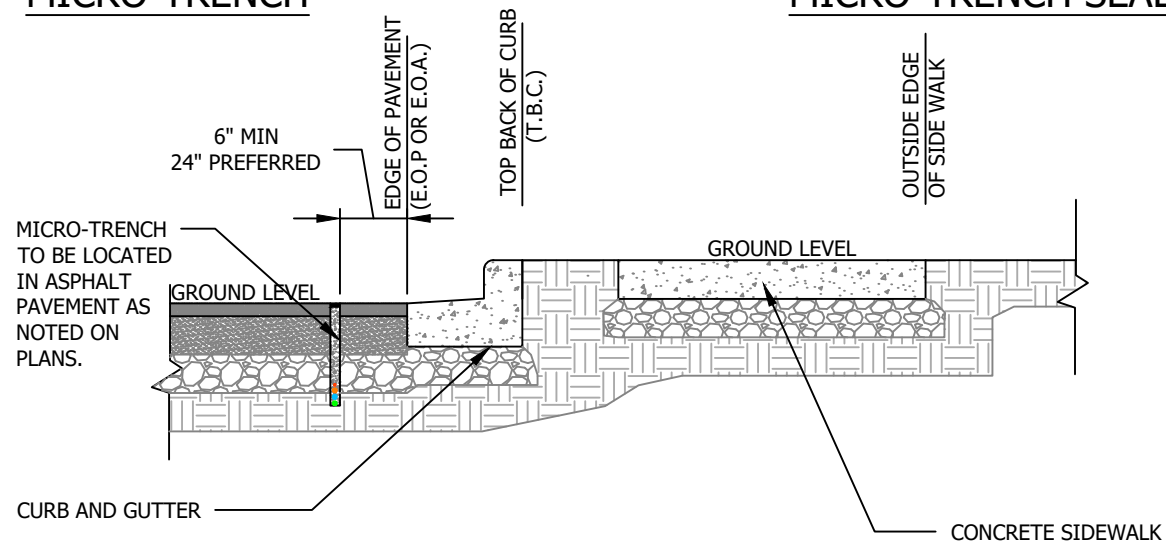 MICRO-TRENCH
MICRO-TRENCH SEAL
EDGE OF PAVEMENT
(E.O.P OR E.O.A.)
TOP BACK OF CURB
(T.B.C.)
OUTSIDE EDGE
OF SIDE WALK
6" MIN
24" PREFERRED
MICRO-TRENCH
TO BE LOCATED
IN ASPHALT
PAVEMENT AS
NOTED ON
PLANS.
GROUND LEVEL
GROUND LEVEL
CURB AND GUTTER
CONCRETE SIDEWALK